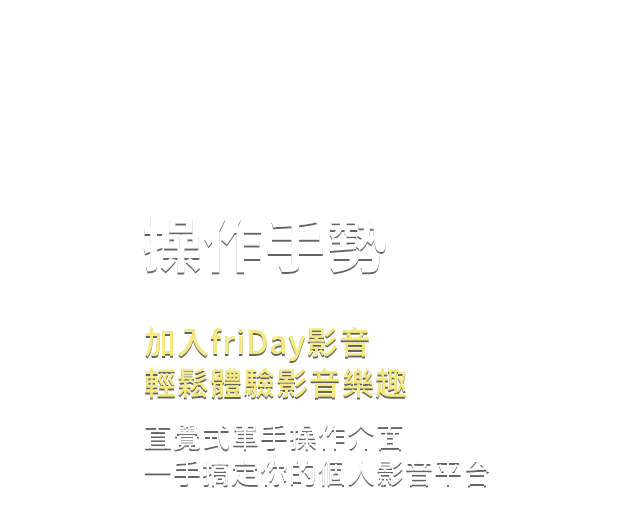 操作手勢
加入friDay影音
輕鬆體驗影音樂趣
直覺式單手操作介面
一手搞定你的個人影音平台